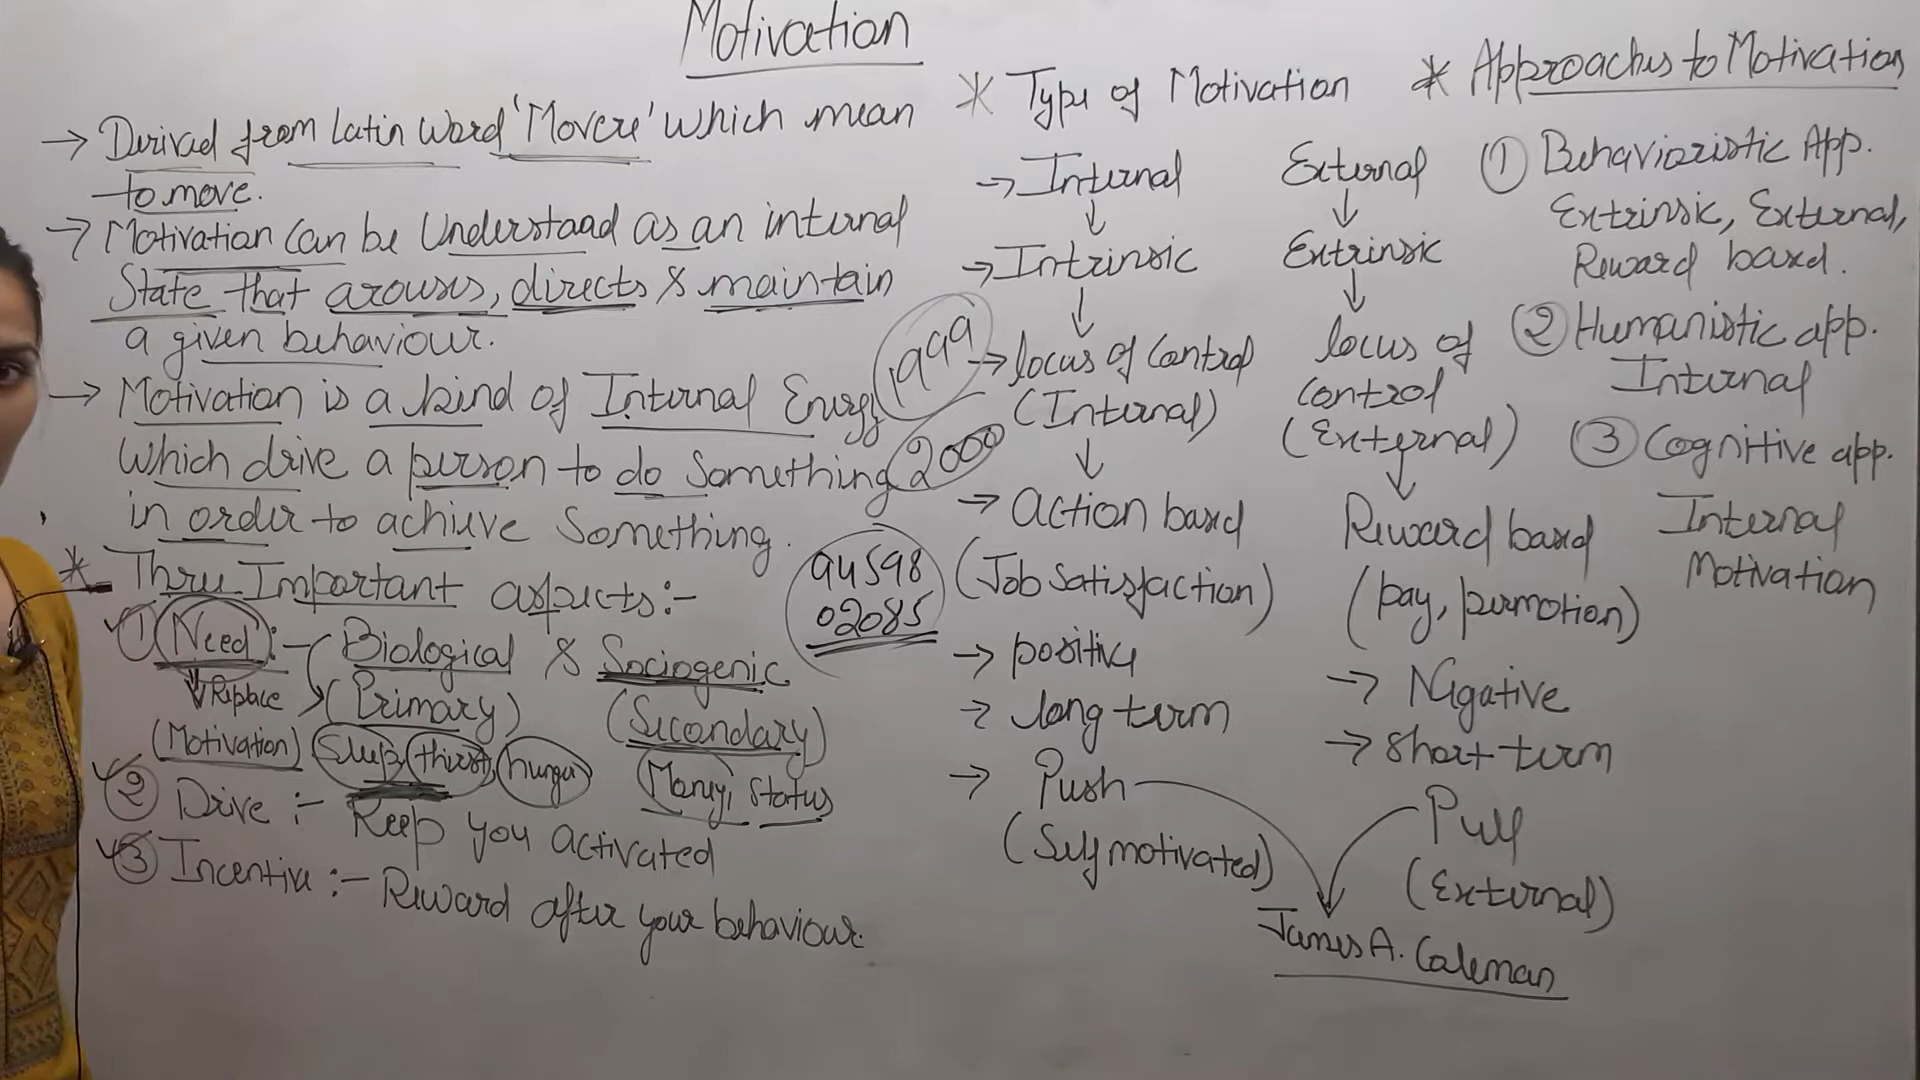 Motivation
→ Derived from Latin Word 'Movere' which mean
to move.
→ Motivation Can be Understand as an internal
State that arouses, directs & maintain
a given behaviour.
→ Motivation is a kind of Internal Energy
Which drive a person to do Something
in order to achieve Something.
1999
2000
94598
02085
* Three Important aspects:-
① Need :- Biological & Sociogenic
↓ Replace (Primary) (Secondary)
(Motivation) Sleep, thirst, hunger Money, Status
② Drive :- Keep you activated
③ Incentive :- Reward after your behaviour.
* Type of Motivation
→ Internal External
↓ ↓
→ Intrinsic Extrinsic
↓ ↓
→ locus of Control locus of
(Internal) control
(External)
↓ ↓
→ Action based Reward based
(Job Satisfaction) (pay, permotion)
→ positive → Negative
→ long term → short term
→ Push Pull
(Self motivated) (External)
James A. Coleman
* Approaches to Motivation
① Behavioristic App.
Extrinsic, External,
Reward based.
② Humanistic app.
Internal
③ Cognitive app.
Internal
Motivation